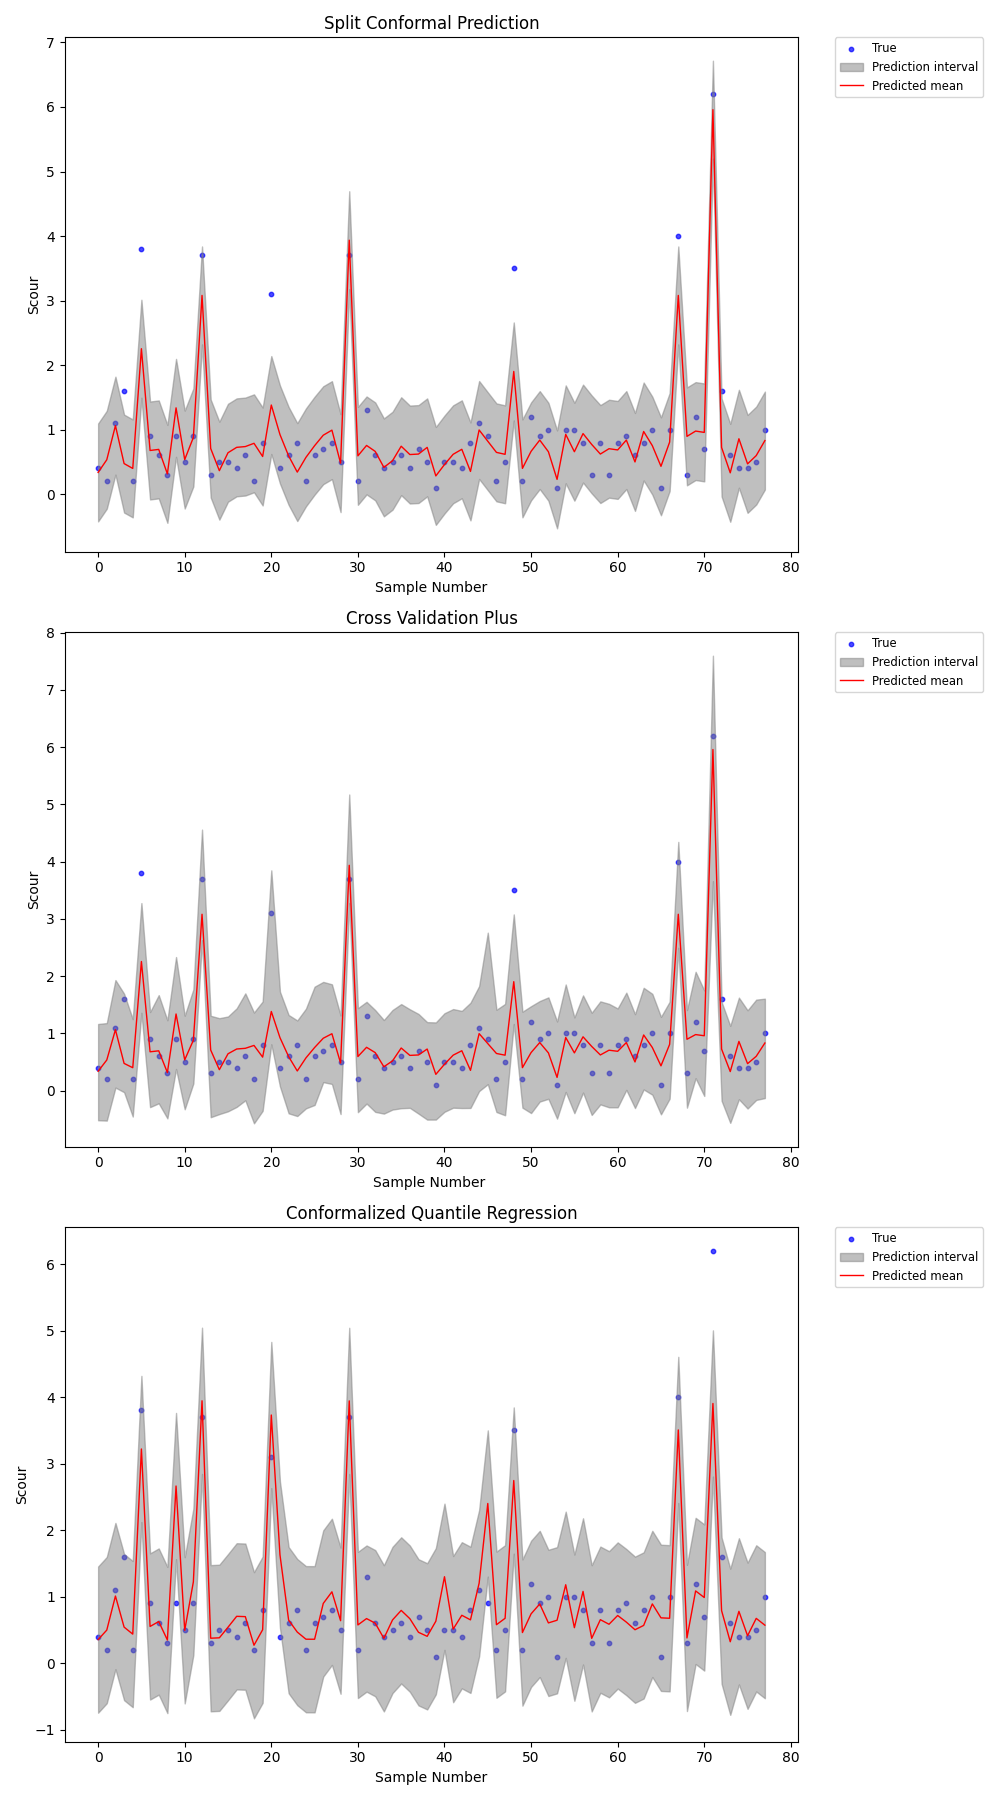 Split Conformal Prediction
7
6
5
4
3
2
1
0
Scour
0 10 20 30 40 50 60 70 80
Sample Number
True
Prediction interval
Predicted mean
Cross Validation Plus
8
7
6
5
4
3
2
1
0
Scour
0 10 20 30 40 50 60 70 80
Sample Number
True
Prediction interval
Predicted mean
Conformalized Quantile Regression
6
5
4
3
2
1
0
−1
Scour
0 10 20 30 40 50 60 70 80
Sample Number
True
Prediction interval
Predicted mean